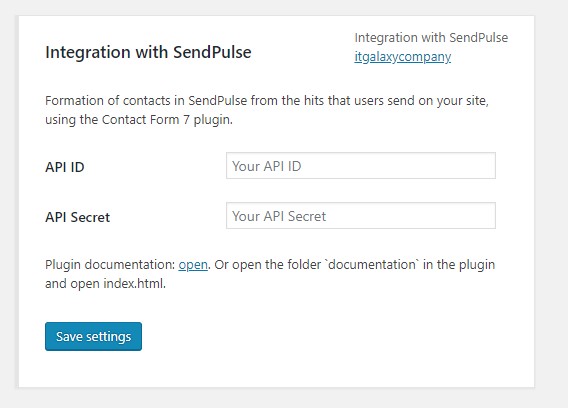 Integration with SendPulse
Integration with SendPulse
itgalaxycompany
Formation of contacts in SendPulse from the hits that users send on your site,
using the Contact Form 7 plugin.
API ID
Your API ID
API Secret
Your API Secret
Plugin documentation: open. Or open the folder `documentation` in the plugin
and open index.html.
Save settings